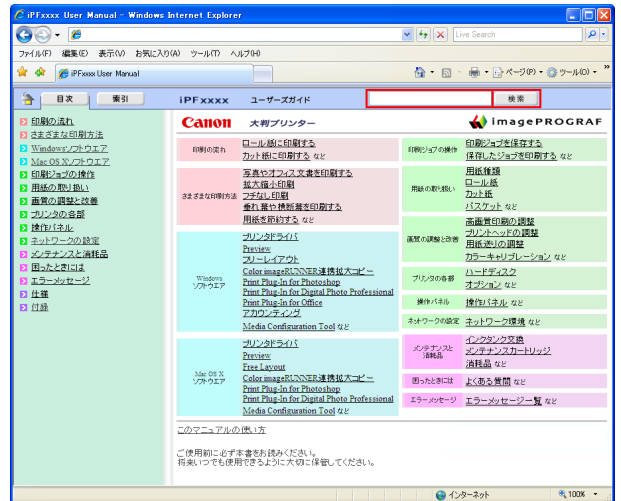 iPFxxxx User Manual - Windows Internet Explorer
Live Search
ファイル(F) 編集(E) 表示(V) お気に入り(A) ツール(T) ヘルプ(H)
iPFxxxx User Manual
ページ(P) ツール(O)
目次 索引 iPFxxxx ユーザーズガイド 検索
印刷の流れ
さまざまな印刷方法
Windowsソフトウエア
Mac OS Xソフトウエア
印刷ジョブの操作
用紙の取り扱い
画質の調整と改善
プリンタの各部
操作パネル
ネットワークの設定
メンテナンスと消耗品
困ったときには
エラーメッセージ
仕様
付録
Canon 大判プリンター imagePROGRAF
印刷の流れ
ロール紙に印刷する
カット紙に印刷する など
さまざまな印刷方法
写真やオフィス文書を印刷する
拡大縮小印刷
フチなし印刷
垂れ幕や横断幕を印刷する
用紙を節約する など
Windows
ソフトウエア
プリンタドライバ
Preview
フリーレイアウト
Color imageRUNNER連携拡大コピー
Print Plug-In for Photoshop
Print Plug-In for Digital Photo Professional
Print Plug-In for Office
アカウンティング
Media Configuration Tool など
Mac OS X
ソフトウエア
プリンタドライバ
Preview
Free Layout
Color imageRUNNER連携拡大コピー
Print Plug-In for Photoshop
Print Plug-In for Digital Photo Professional
Media Configuration Tool など
印刷ジョブの操作
印刷ジョブを保存する
保存したジョブを印刷する など
用紙の取り扱い
用紙種類
ロール紙
カット紙
バスケット など
画質の調整と改善
高画質印刷の調整
プリントヘッドの調整
用紙送りの調整
カラーキャリブレーション など
プリンタの各部
ハードディスク
オプション など
操作パネル
操作パネル など
ネットワークの設定
ネットワーク環境 など
メンテナンスと
消耗品
インクタンク交換
メンテナンスカートリッジ
消耗品 など
困ったときには
よくある質問 など
エラーメッセージ
エラーメッセージ一覧 など
このマニュアルの使い方
ご使用前に必ず本書をお読みください。
将来いつでも使用できるように大切に保管してください。
インターネット 100%